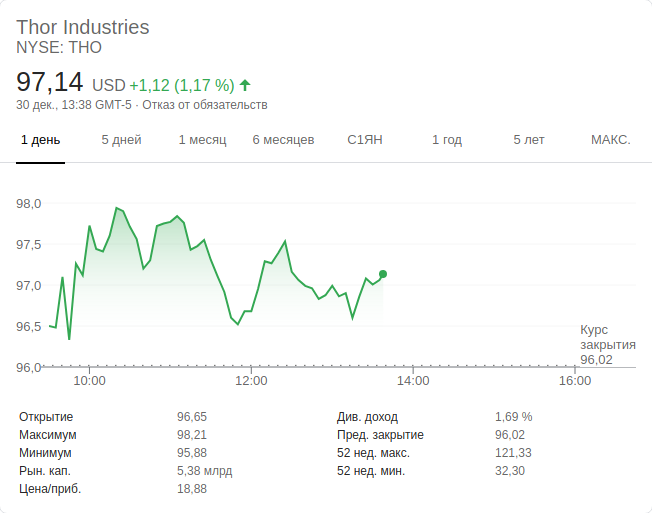 Thor Industries
NYSE: THO
97,14 USD +1,12 (1,17 %)
30 дек., 13:38 GMT-5 · Отказ от обязательств
1 день 5 дней 1 месяц 6 месяцев С1ЯН 1 год 5 лет МАКС.
98,0
97,5
97,0
96,5
Курс
закрытия
96,02
96,0
10:00 12:00 14:00 16:00
Открытие 96,65 Див. доход 1,69 %
Максимум 98,21 Пред. закрытие 96,02
Минимум 95,88 52 нед. макс. 121,33
Рын. кап. 5,38 млрд 52 нед. мин. 32,30
Цена/приб. 18,88